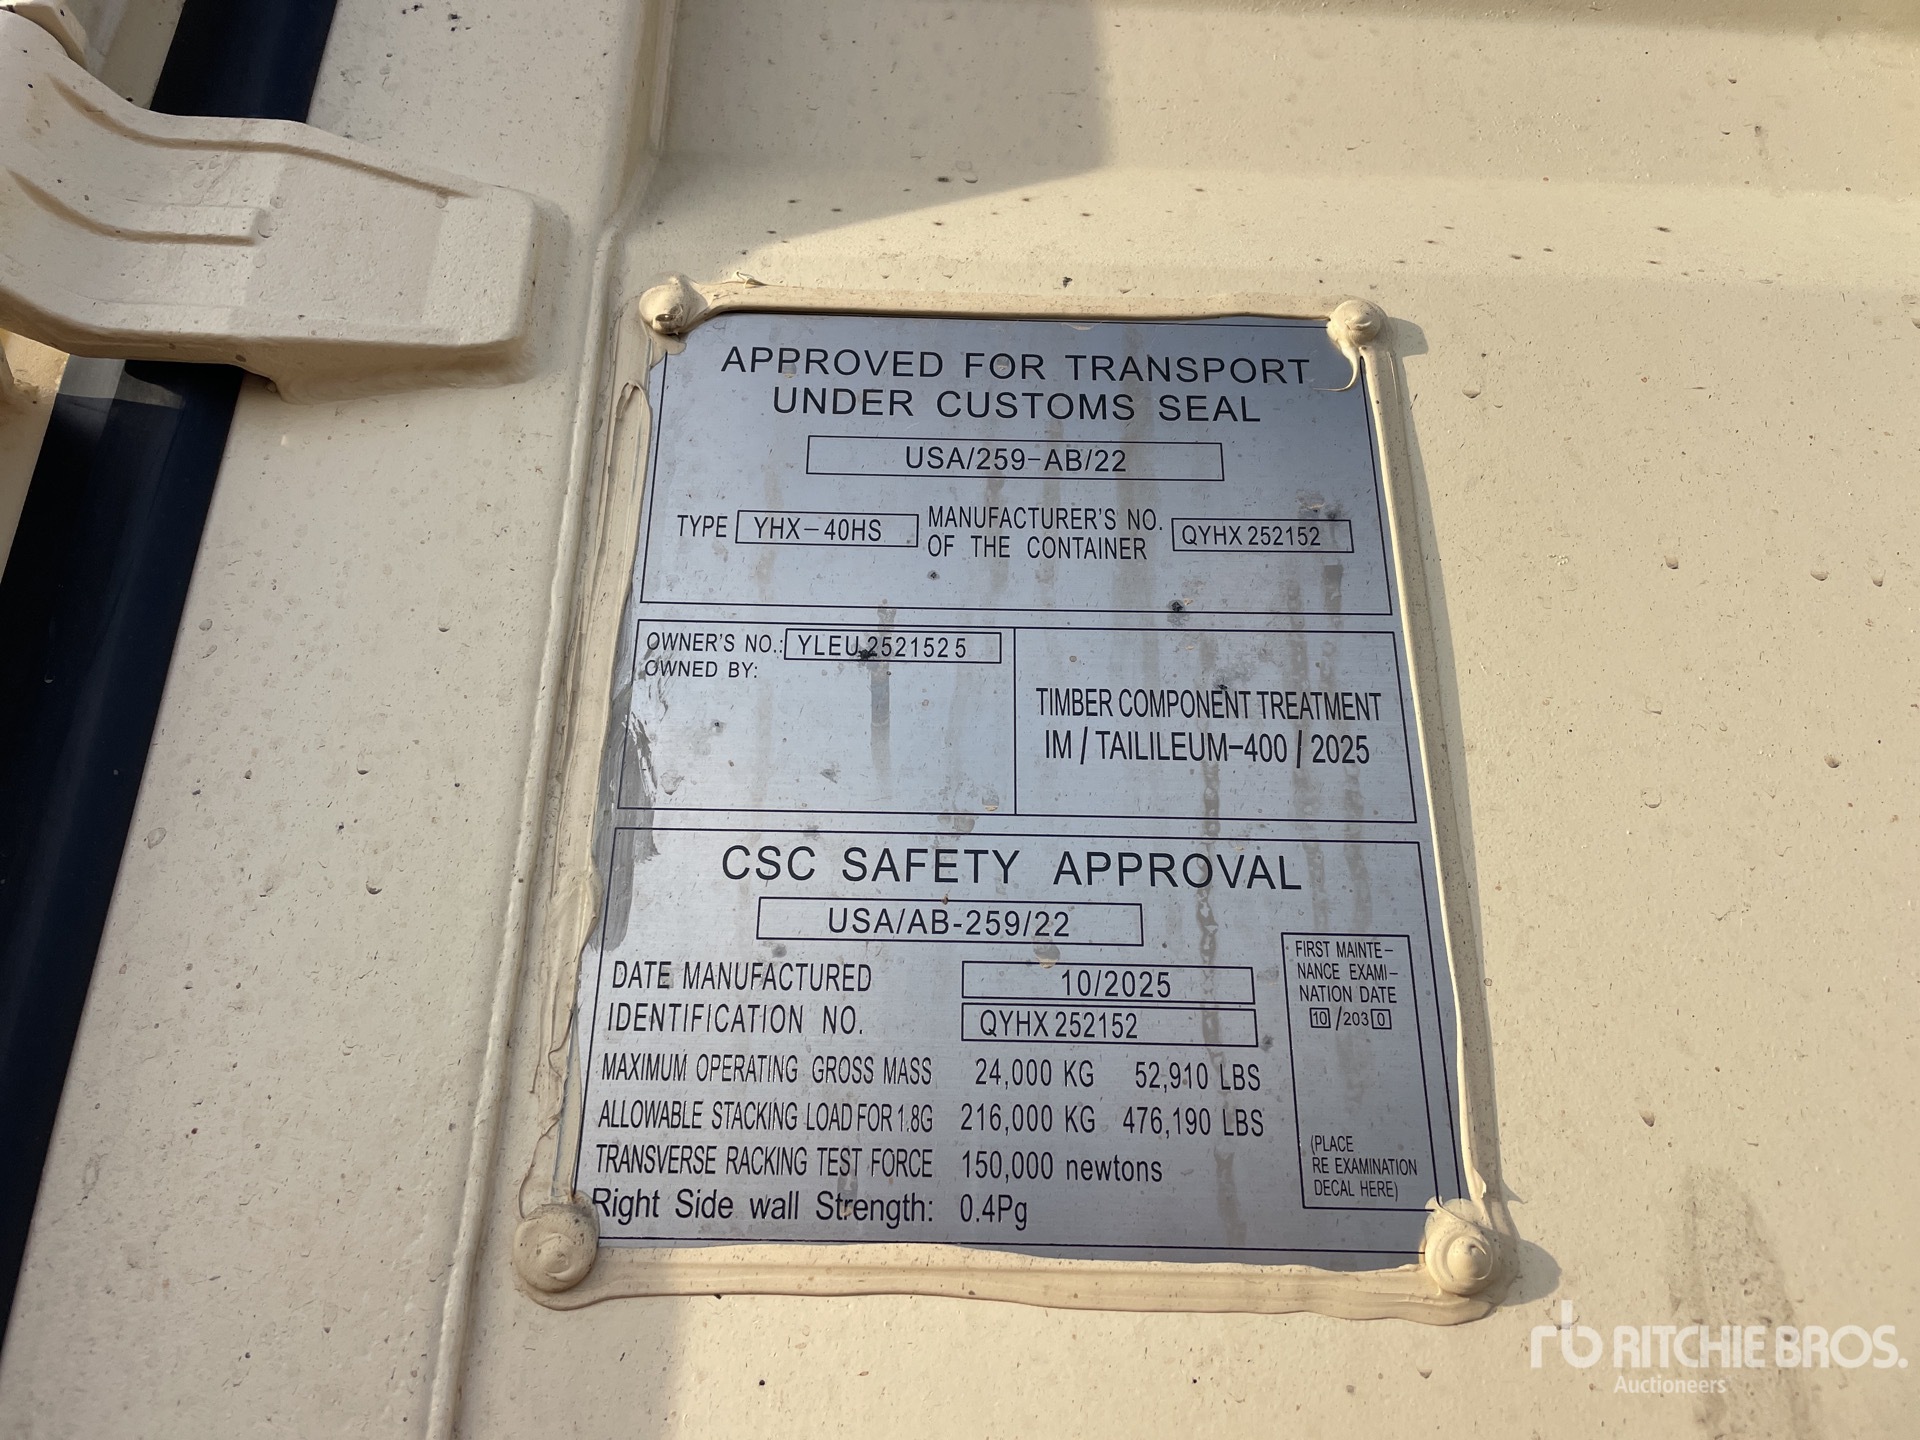 APPROVED FOR TRANSPORT
UNDER CUSTOMS SEAL
USA/259-AB/22
TYPE YHX-40HS MANUFACTURER'S NO. OF THE CONTAINER QYHX 252152
OWNER'S NO.: YLEU 252152 5
OWNED BY:
TIMBER COMPONENT TREATMENT
IM / TAILILEUM-400 / 2025
CSC SAFETY APPROVAL
USA/AB-259/22
DATE MANUFACTURED 10/2025
IDENTIFICATION NO. QYHX 252152
MAXIMUM OPERATING GROSS MASS 24,000 KG 52,910 LBS
ALLOWABLE STACKING LOAD FOR 1.8G 216,000 KG 476,190 LBS
TRANSVERSE RACKING TEST FORCE 150,000 newtons
Right Side wall Strength: 0.4Pg
FIRST MAINTE-
NANCE EXAMI-
NATION DATE
10 /203 0
(PLACE
RE EXAMINATION
DECAL HERE)
rb RITCHIE BROS.
Auctioneers